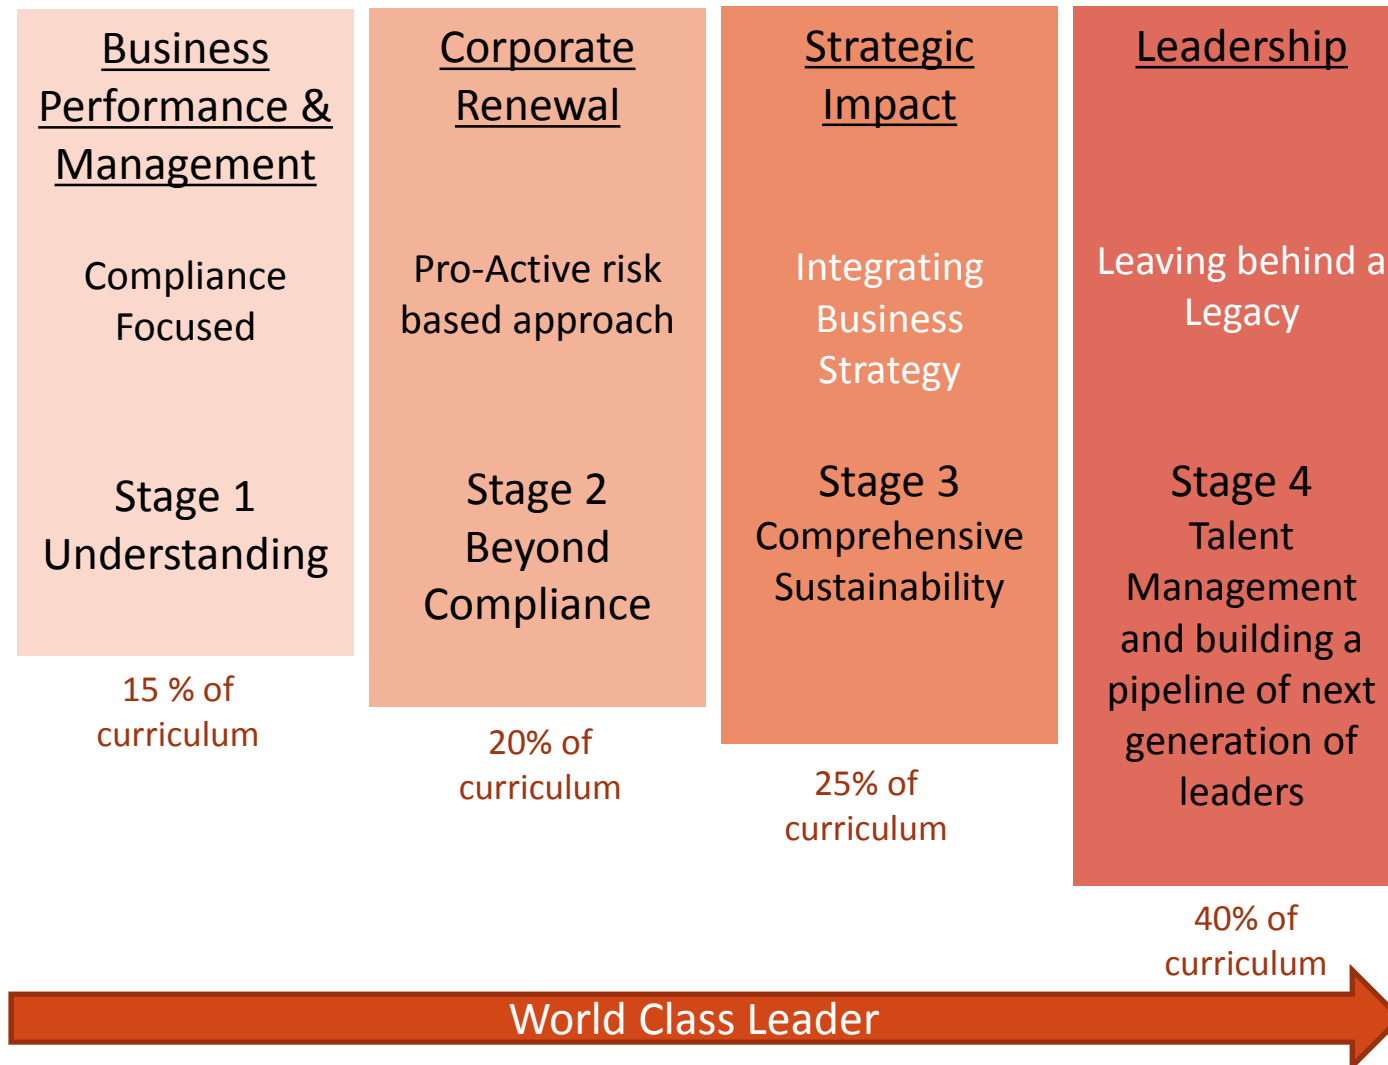 Business
Performance &
Management
Compliance
Focused
Stage 1
Understanding
15 % of
curriculum
Corporate
Renewal
Pro-Active risk
based approach
Stage 2
Beyond
Compliance
20% of
curriculum
Strategic
Impact
Integrating
Business
Strategy
Stage 3
Comprehensive
Sustainability
25% of
curriculum
Leadership
Leaving behind a
Legacy
Stage 4
Talent
Management
and building a
pipeline of next
generation of
leaders
40% of
curriculum
World Class Leader